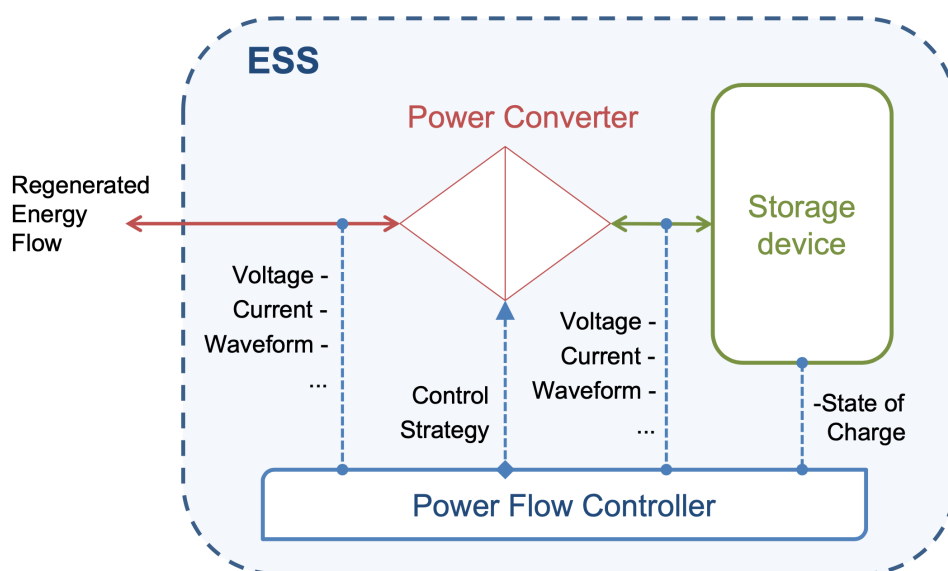 ESS
Power Converter
Regenerated
Energy
Flow
Storage
device
Voltage -
Current -
Waveform -
...
Control
Strategy
Voltage -
Current -
Waveform -
...
-State of
Charge
Power Flow Controller